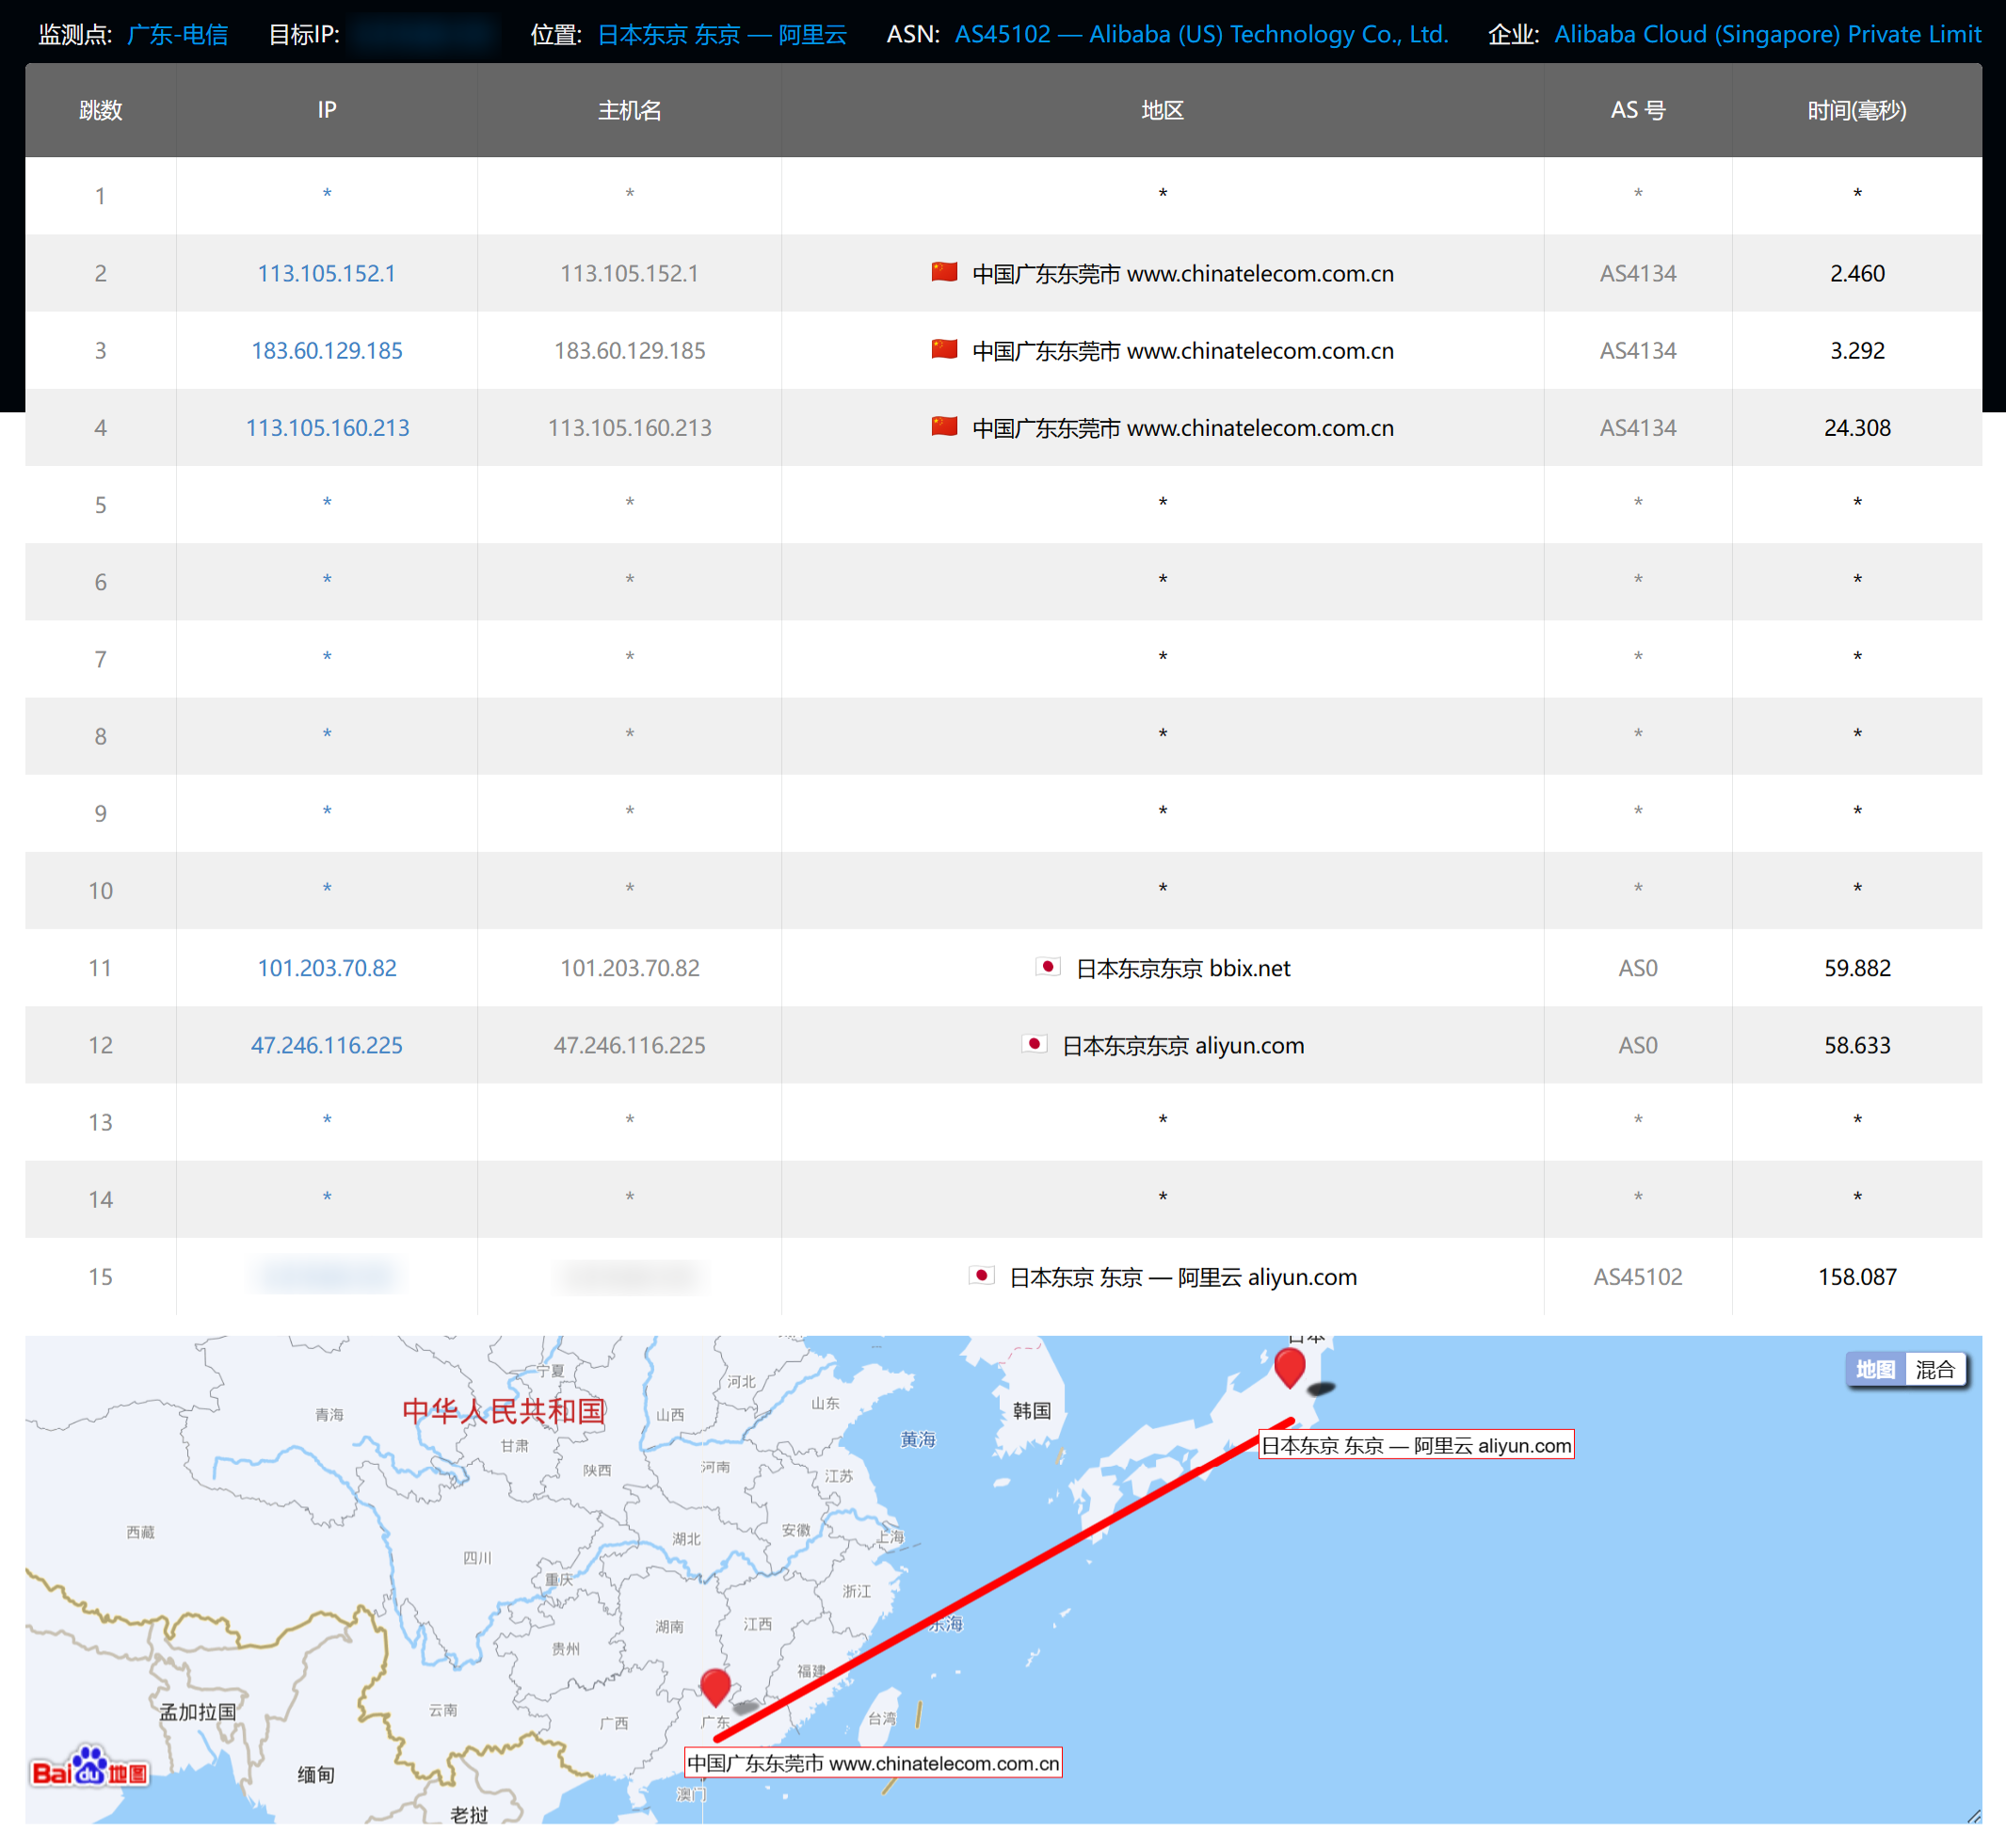 监测点: 广东-电信 目标IP: 位置: 日本东京 东京 — 阿里云 ASN: AS45102 — Alibaba (US) Technology Co., Ltd. 企业: Alibaba Cloud (Singapore) Private Limit
跳数 IP 主机名 地区 AS 号 时间(毫秒)
1 * * * * *
2 113.105.152.1 113.105.152.1 中国广东东莞市 www.chinatelecom.com.cn AS4134 2.460
3 183.60.129.185 183.60.129.185 中国广东东莞市 www.chinatelecom.com.cn AS4134 3.292
4 113.105.160.213 113.105.160.213 中国广东东莞市 www.chinatelecom.com.cn AS4134 24.308
5 * * * * *
6 * * * * *
7 * * * * *
8 * * * * *
9 * * * * *
10 * * * * *
11 101.203.70.82 101.203.70.82 日本东京东京 bbix.net AS0 59.882
12 47.246.116.225 47.246.116.225 日本东京东京 aliyun.com AS0 58.633
13 * * * * *
14 * * * * *
15 日本东京 东京 — 阿里云 aliyun.com AS45102 158.087
日本
地图 混合
宁夏
河北
山东
青海
中华人民共和国
山西
韩国
甘肃
黄海
日本东京 东京 — 阿里云 aliyun.com
陕西
河南
江苏
西藏
湖北
安徽
上海
四川
重庆
浙江
湖南
江西
东海
贵州
福建
孟加拉国
云南
广西
广东
台湾
中国广东东莞市 www.chinatelecom.com.cn
Bai du 地图
缅甸
澳门
老挝